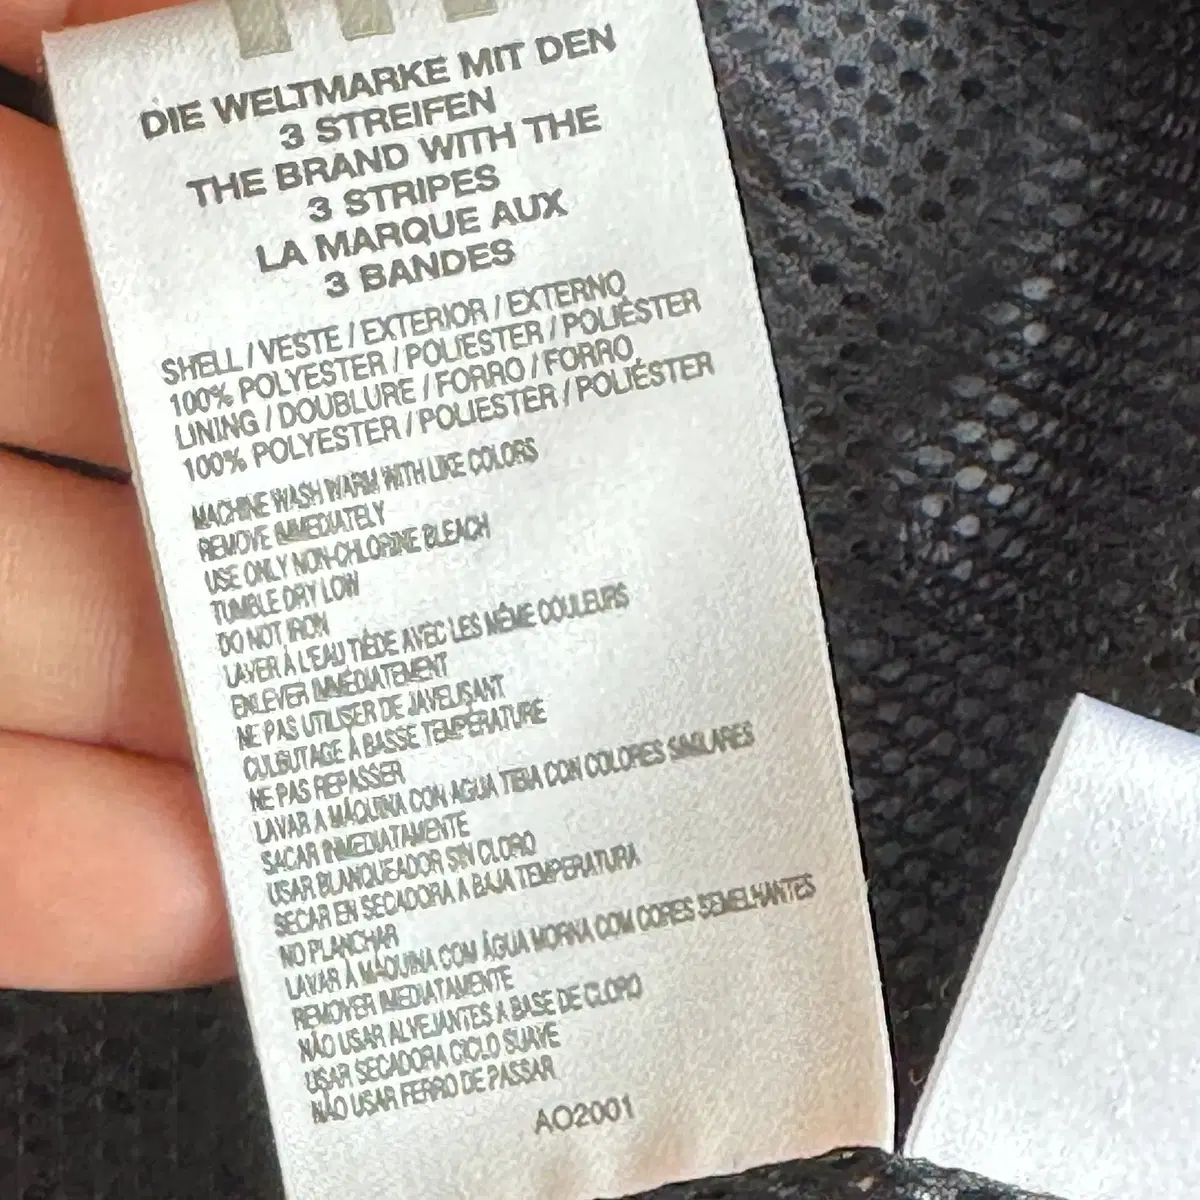 DIE WELTMARKE MIT DEN
3 STREIFEN
THE BRAND WITH THE
3 STRIPES
LA MARQUE AUX
3 BANDES
SHELL / VESTE / EXTERIOR / EXTERNO
100% POLYESTER / POLIESTER / POLIÉSTER
LINING / DOUBLURE / FORRO / FORRO
100% POLYESTER / POLIESTER / POLIÉSTER
MACHINE WASH WARM WITH LIKE COLORS
REMOVE IMMEDIATELY
USE ONLY NON-CHLORINE BLEACH
TUMBLE DRY LOW
DO NOT IRON
LAVER À L'EAU TIÈDE AVEC LES MÊME COULEURS
ENLEVER IMMÉDIATEMENT
NE PAS UTILISER DE JAVELISANT
CULBUTAGE À BASSE TEMPÉRATURE
NE PAS REPASSER
LAVAR A MÁQUINA CON AGUA TIBIA CON COLORES SIMILARES
SACAR INMEDIATAMENTE
USAR BLANQUEADOR SIN CLORO
SECAR EN SECADORA A BAJA TEMPERATURA
NO PLANCHAR
LAVAR À MÁQUINA COM ÁGUA MORNA COM CORES SEMELHANTES
REMOVER IMEDIATAMENTE
NÃO USAR ALVEJANTES A BASE DE CLORO
USAR SECADORA CICLO SUAVE
NÃO USAR FERRO DE PASSAR
AO2001